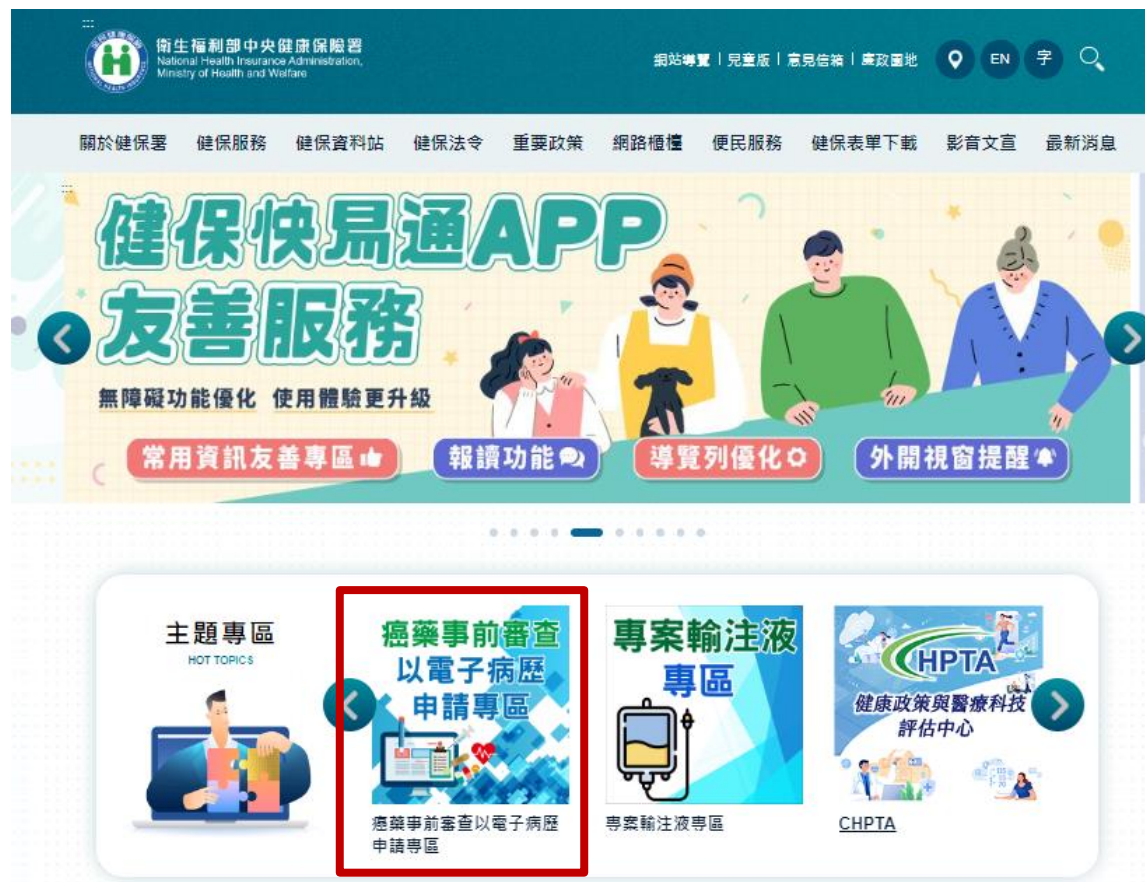 衛生福利部中央健康保險署
National Health Insurance Administration,
Ministry of Health and Welfare
網站導覽 | 兒童版 | 意見信箱 | 廉政園地
EN
字
關於健保署 健保服務 健保資料站 健保法令 重要政策 網路櫃檯 便民服務 健保表單下載 影音文宣 最新消息
健保快易通APP
友善服務
無障礙功能優化 使用體驗更升級
常用資訊友善專區 報讀功能 導覽列優化 外開視窗提醒
主題專區
HOT TOPICS
癌藥事前審查
以電子病歷
申請專區
癌藥事前審查以電子病歷
申請專區
專案輸注液
專區
專案輸注液專區
HPTA
健康政策與醫療科技
評估中心
CHPTA